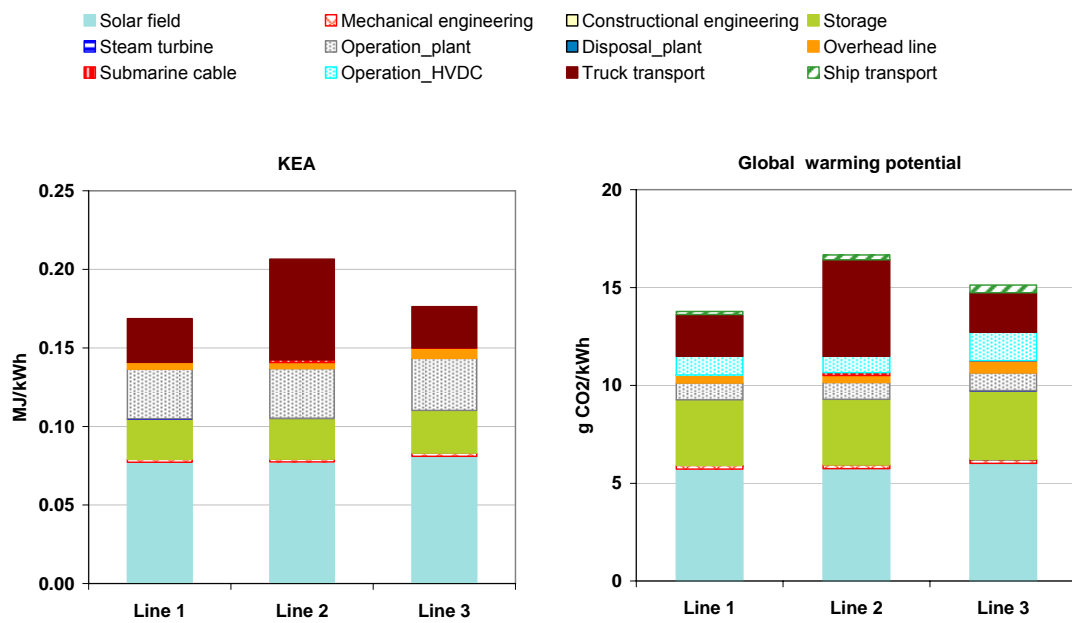 Solar field
Mechanical engineering
Constructional engineering
Storage
Steam turbine
Operation_plant
Disposal_plant
Overhead line
Submarine cable
Operation_HVDC
Truck transport
Ship transport
KEA
0.25
0.20
0.15
0.10
0.05
0.00
MJ/kWh
Line 1
Line 2
Line 3
Global warming potential
20
15
10
5
0
g CO2/kWh
Line 1
Line 2
Line 3